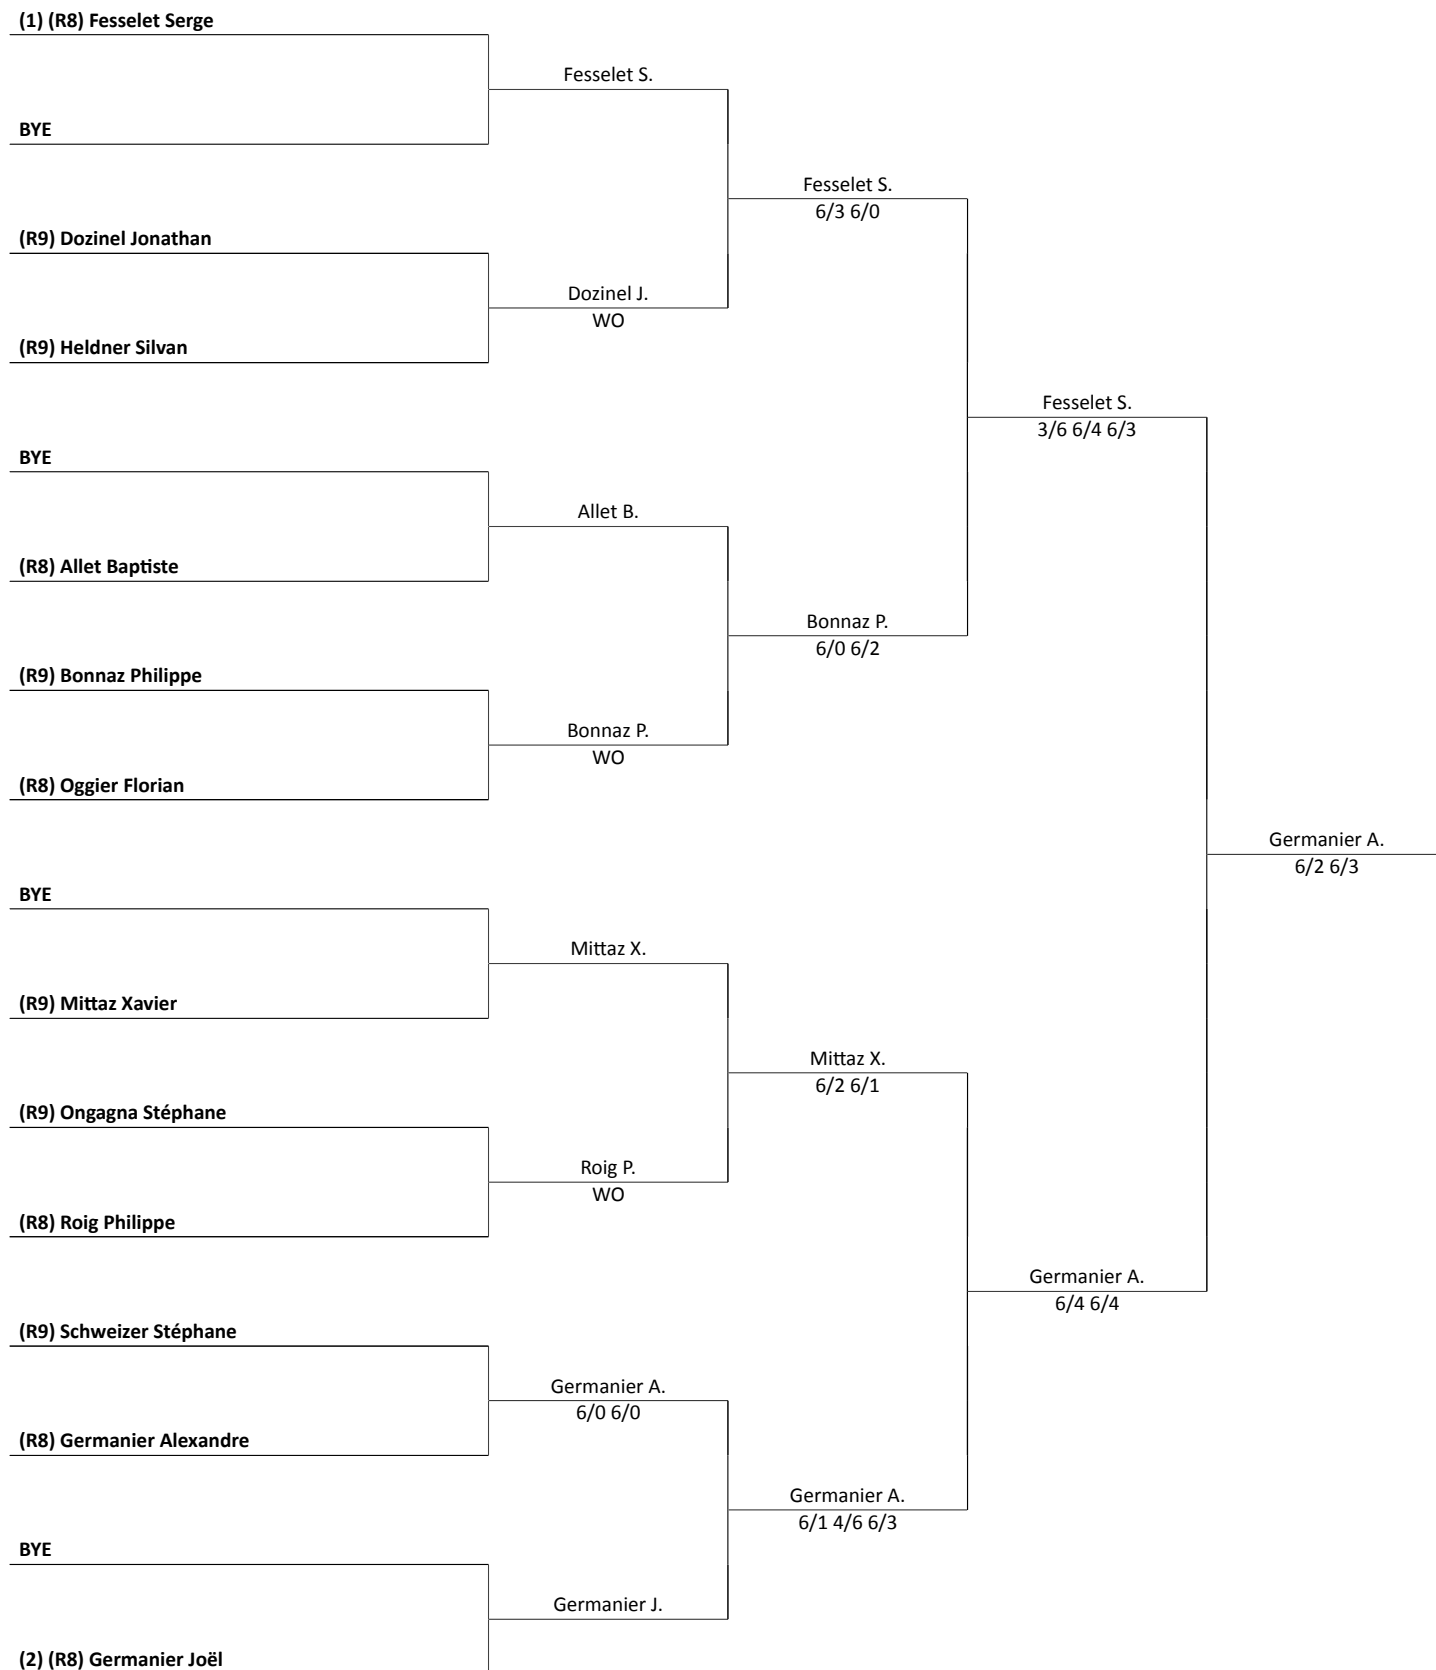 (1) (R8) Fesselet Serge
Fesselet S.
BYE
Fesselet S.
6/3 6/0
(R9) Dozinel Jonathan
Dozinel J.
WO
(R9) Heldner Silvan
Fesselet S.
3/6 6/4 6/3
BYE
Allet B.
(R8) Allet Baptiste
Bonnaz P.
6/0 6/2
(R9) Bonnaz Philippe
Bonnaz P.
WO
(R8) Oggier Florian
Germanier A.
6/2 6/3
BYE
Mittaz X.
(R9) Mittaz Xavier
Mittaz X.
6/2 6/1
(R9) Ongagna Stéphane
Roig P.
WO
(R8) Roig Philippe
Germanier A.
6/4 6/4
(R9) Schweizer Stéphane
Germanier A.
6/0 6/0
(R8) Germanier Alexandre
Germanier A.
6/1 4/6 6/3
BYE
Germanier J.
(2) (R8) Germanier Joël